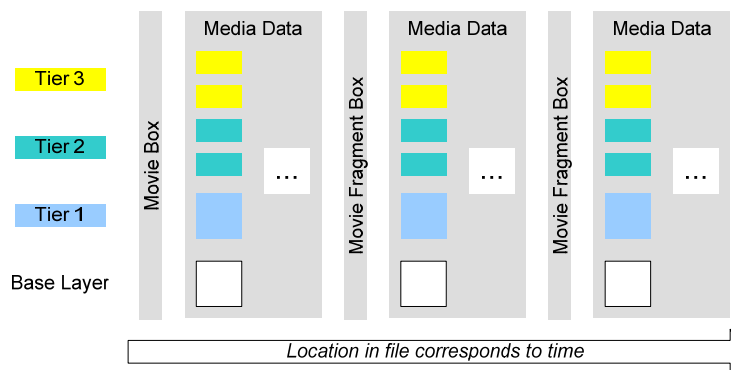 Media Data
Media Data
Media Data
Tier 3
Tier 2
Tier 1
Base Layer
Movie Box
...
Movie Fragment Box
...
Movie Fragment Box
...
Location in file corresponds to time